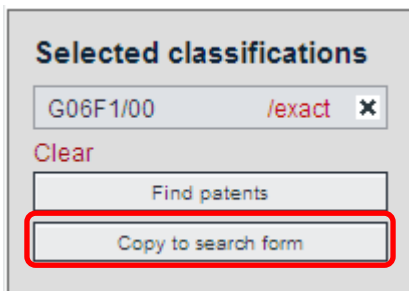 Selected classifications
G06F1/00 /exact ✖
Clear
Find patents
Copy to search form